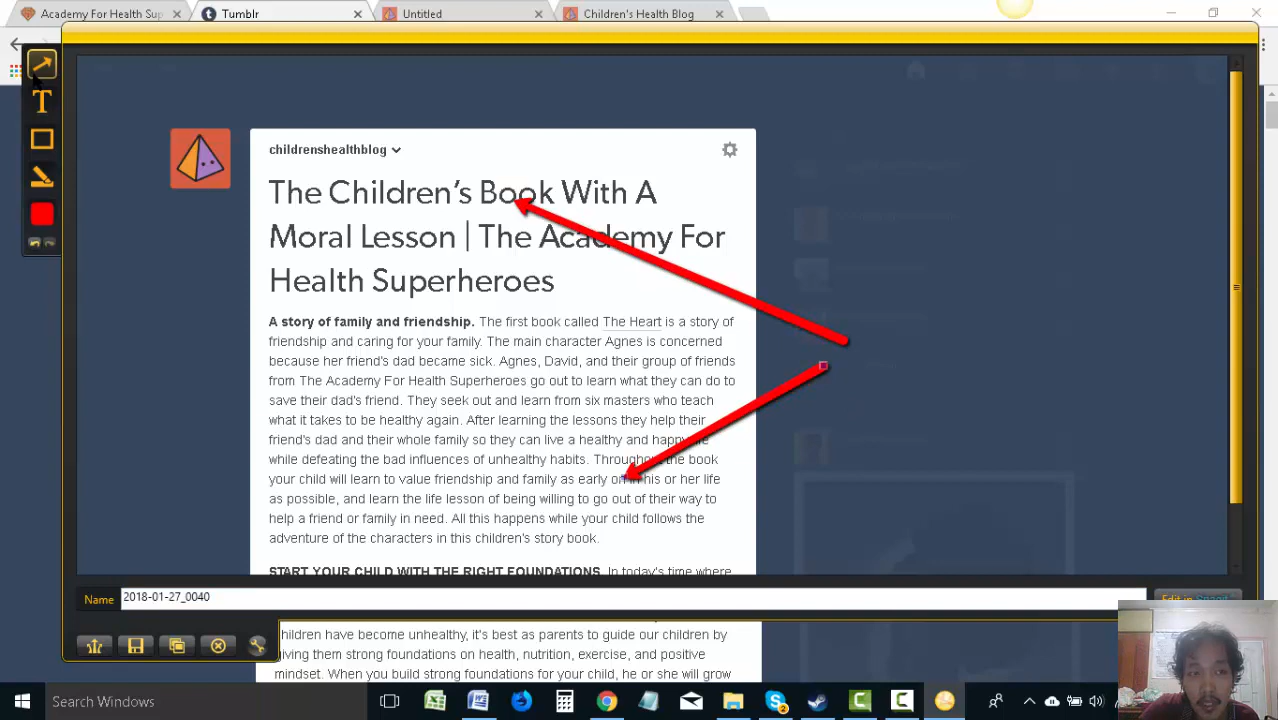 Academy For Health Sup
Tumblr
Untitled
Children's Health Blog
T
childrenshealthblog
The Children's Book With A
Moral Lesson | The Academy For
Health Superheroes
A story of family and friendship. The first book called The Heart is a story of
friendship and caring for your family. The main character Agnes is concerned
because her friend's dad became sick. Agnes, David, and their group of friends
from The Academy For Health Superheroes go out to learn what they can do to
save their dad's friend. They seek out and learn from six masters who teach
what it takes to be healthy again. After learning the lessons they help their
friend's dad and their whole family so they can live a healthy and happy life
while defeating the bad influences of unhealthy habits. Throughout the book
your child will learn to value friendship and family as early on in his or her life
as possible, and learn the life lesson of being willing to go out of their way to
help a friend or family in need. All this happens while your child follows the
adventure of the characters in this children's story book.
START YOUR CHILD WITH THE RIGHT FOUNDATIONS. In today's time where
Name
2018-01-27_0040
Edit in Snagit
children have become unhealthy, it's best as parents to guide our children by
giving them strong foundations on health, nutrition, exercise, and positive
mindset. When you build strong foundations for your child, he or she will grow
Search Windows